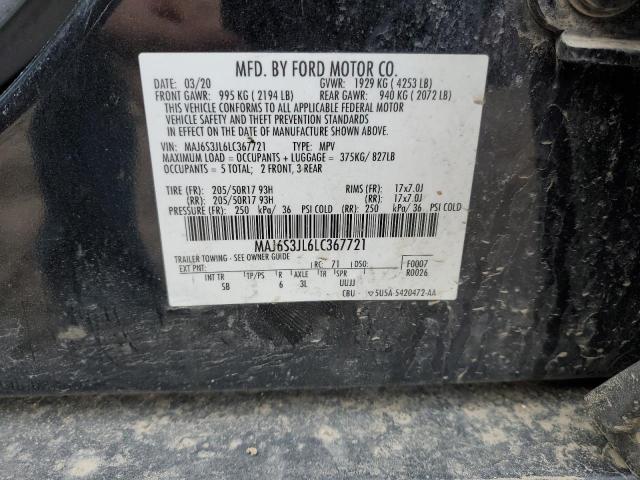 MFD. BY FORD MOTOR CO.
DATE: 03/20 GVWR: 1929 KG ( 4253 LB)
FRONT GAWR: 995 KG ( 2194 LB) REAR GAWR: 940 KG ( 2072 LB)
THIS VEHICLE CONFORMS TO ALL APPLICABLE FEDERAL MOTOR
VEHICLE SAFETY AND THEFT PREVENTION STANDARDS
IN EFFECT ON THE DATE OF MANUFACTURE SHOWN ABOVE.
VIN: MAJ6S3JL6LC367721 TYPE: MPV
MAXIMUM LOAD = OCCUPANTS + LUGGAGE = 375KG/ 827LB
OCCUPANTS = 5 TOTAL; 2 FRONT, 3 REAR
TIRE (FR): 205/50R17 93H RIMS (FR): 17x7.0J
(RR): 205/50R17 93H (RR): 17x7.0J
PRESSURE (FR): 250 kPa/ 36 PSI COLD (RR): 250 kPa/ 36 PSI COLD
MAJ6S3JL6LC367721
TRAILER TOWING - SEE OWNER GUIDE
EXT PNT: RC: 71 DSO: F0007
R0026
INT TR TP/PS R AXLE TR SPR
SB 6 3L UUJJ
CBU 5U5A-5420472-AA